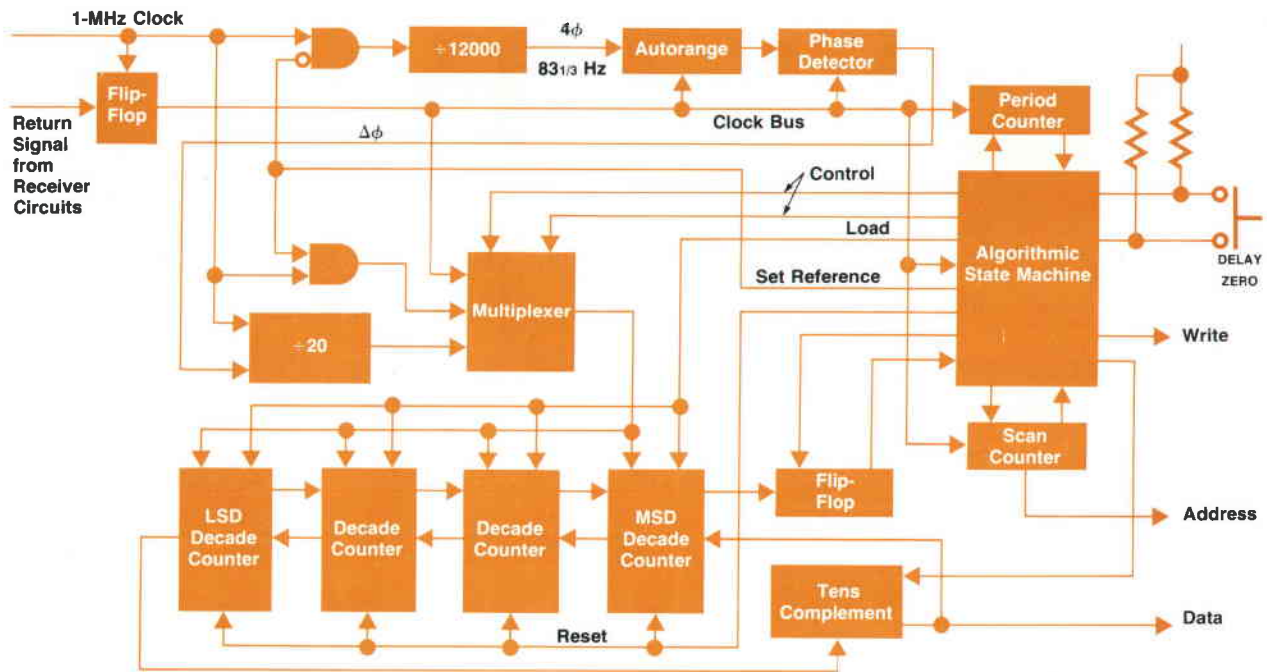 1-MHz Clock
÷12000
4ϕ
83 1/3 Hz
Autorange
Phase
Detector
Flip-
Flop
Return
Signal
from
Receiver
Circuits
Δϕ
Clock Bus
Period
Counter
Control
Load
Set Reference
Algorithmic
State Machine
DELAY
ZERO
Multiplexer
÷20
Write
Scan
Counter
Address
LSD
Decade
Counter
Decade
Counter
Decade
Counter
MSD
Decade
Counter
Flip-
Flop
Tens
Complement
Data
Reset